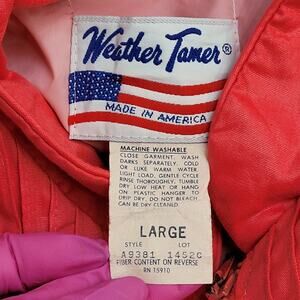 Weather Tamer®
MADE IN AMERICA
MACHINE WASHABLE
CLOSE GARMENT. WASH
DARKS SEPARATELY. COLD
OR LUKE WARM WATER
LIGHT LOAD, GENTLE CYCLE
RINSE THOROUGHLY. TUMBLE
DRY LOW HEAT OR HANG
ON PLASTIC HANGER TO
DRIP DRY. DO NOT BLEACH.
CAN BE DRY CLEANED.
LARGE
STYLE LOT
A9381 1452C
FIBER CONTENT ON REVERSE
RN 15910